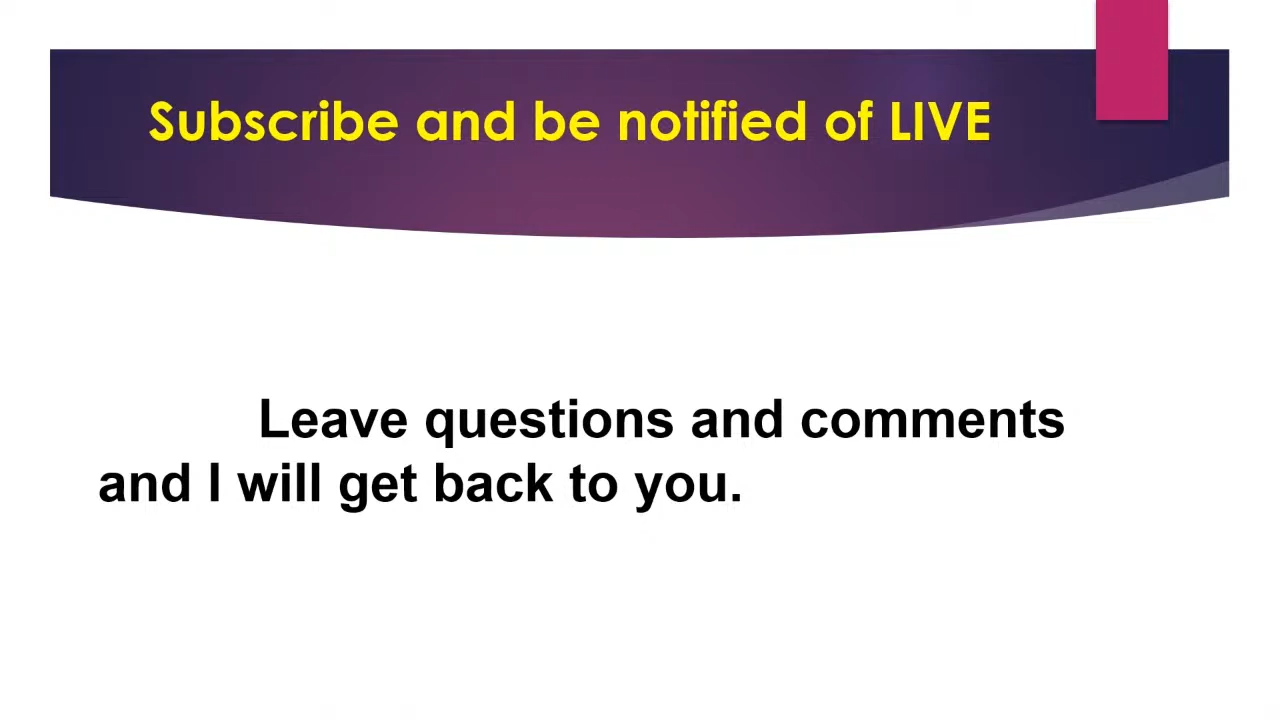 Subscribe and be notified of LIVE
Leave questions and comments
and I will get back to you.